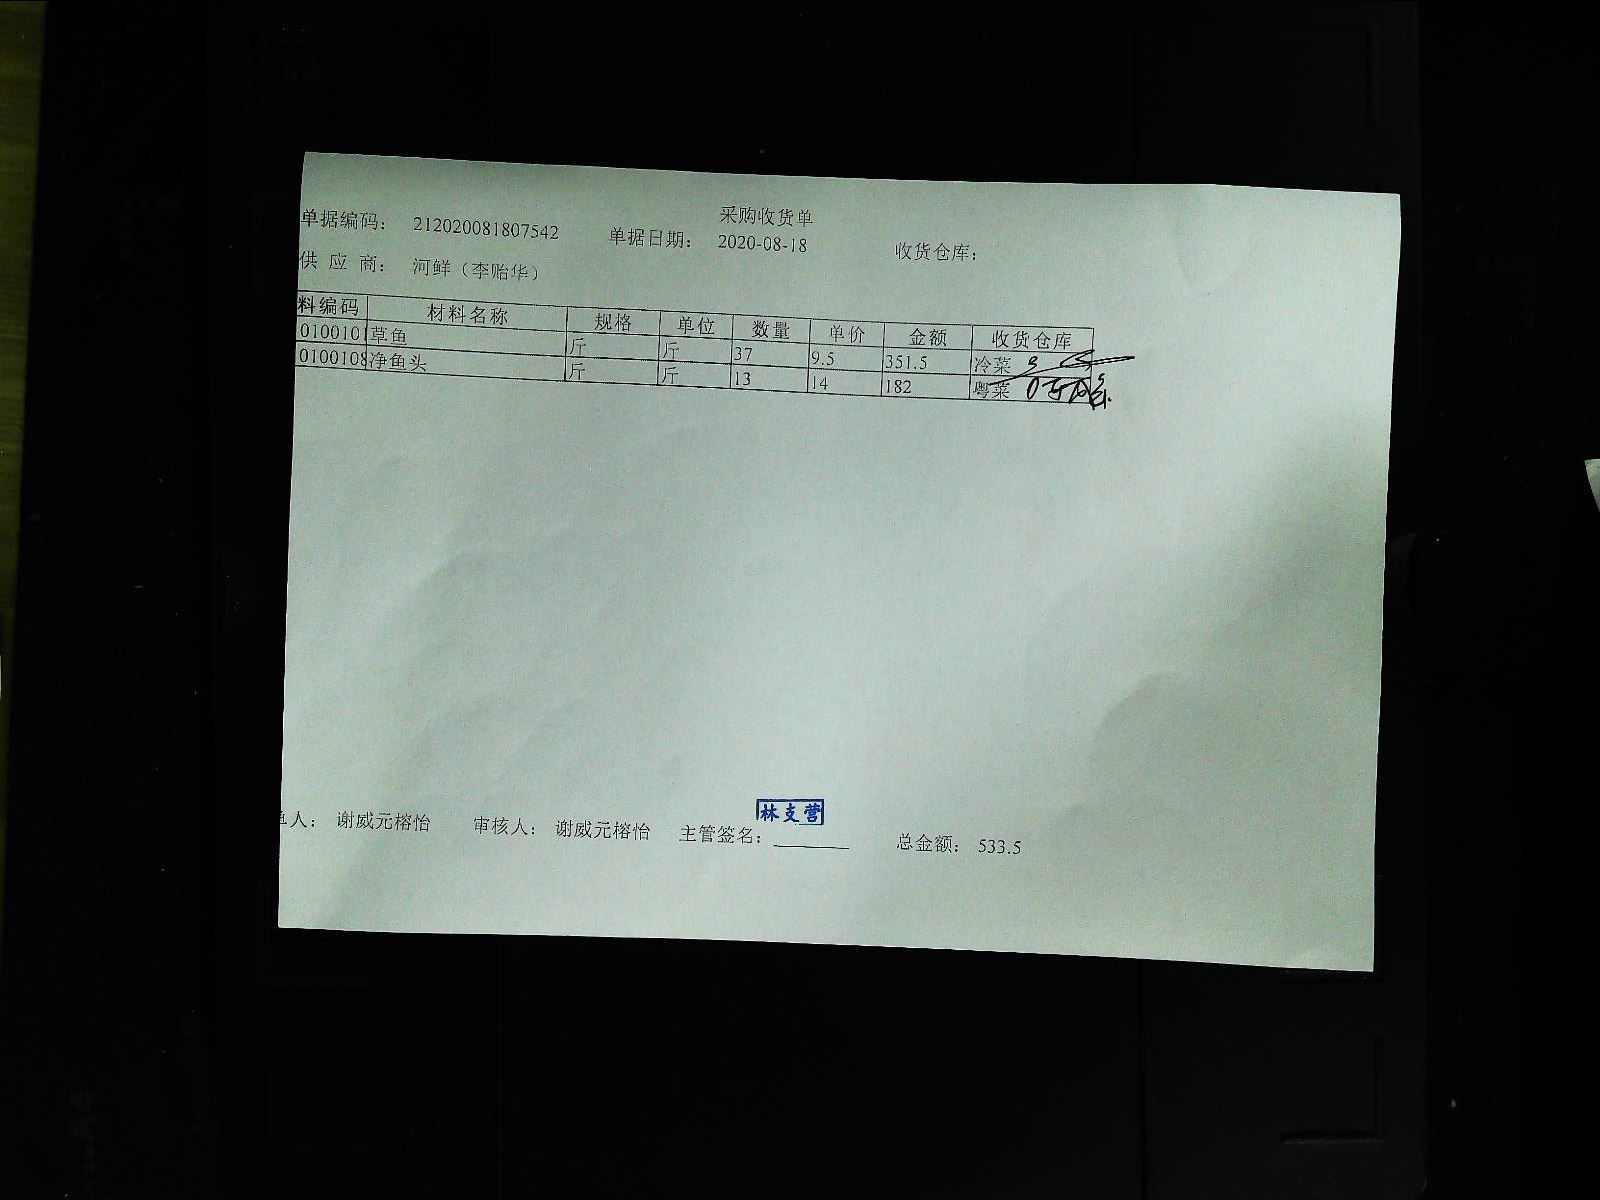 采购收货单
单据编码： 212020081807542 单据日期： 2020-08-18 收货仓库：
供 应 商： 河鲜（李贻华）
料编码 材料名称 规格 单位 数量 单价 金额 收货仓库
0100101 草鱼 斤 斤 37 9.5 351.5 冷菜
0100108 净鱼头 斤 斤 13 14 182 粤菜
林支营
单人： 谢威元榕怡 审核人： 谢威元榕怡 主管签名： 总金额： 533.5